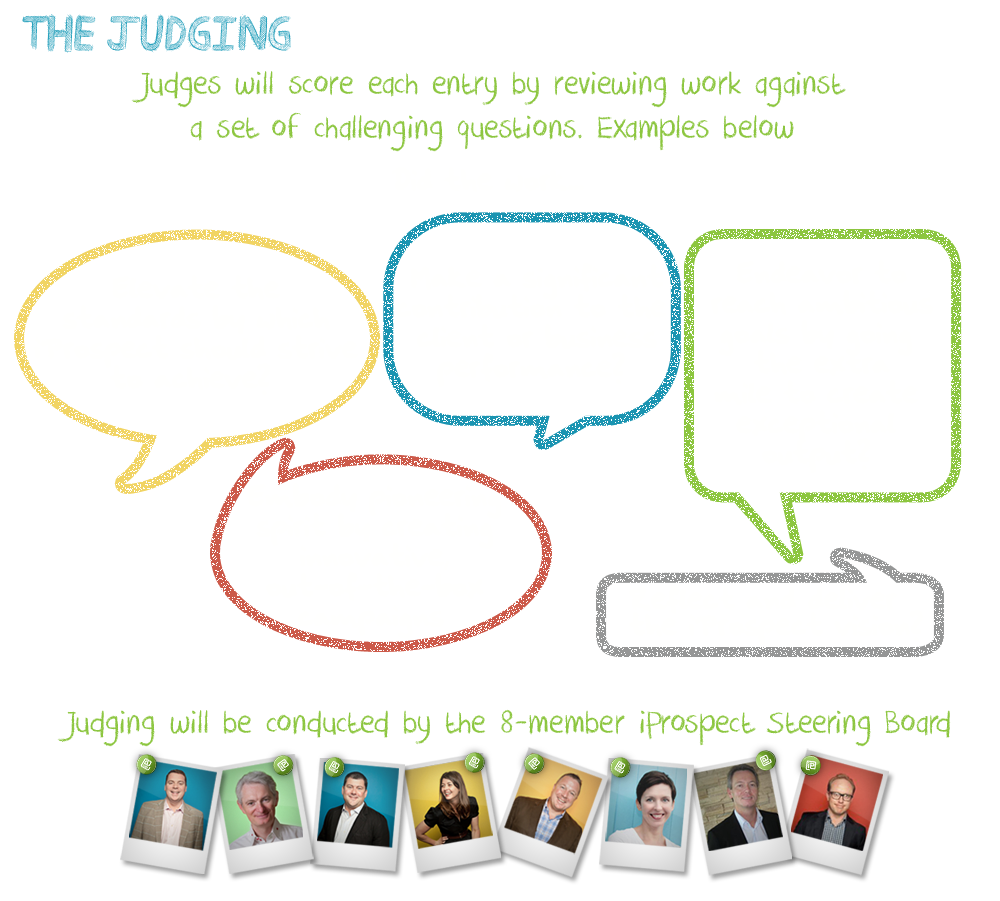 THE JUDGING
Judges will score each entry by reviewing work against
a set of challenging questions. Examples below
Judging will be conducted by the 8-member iProspect Steering Board